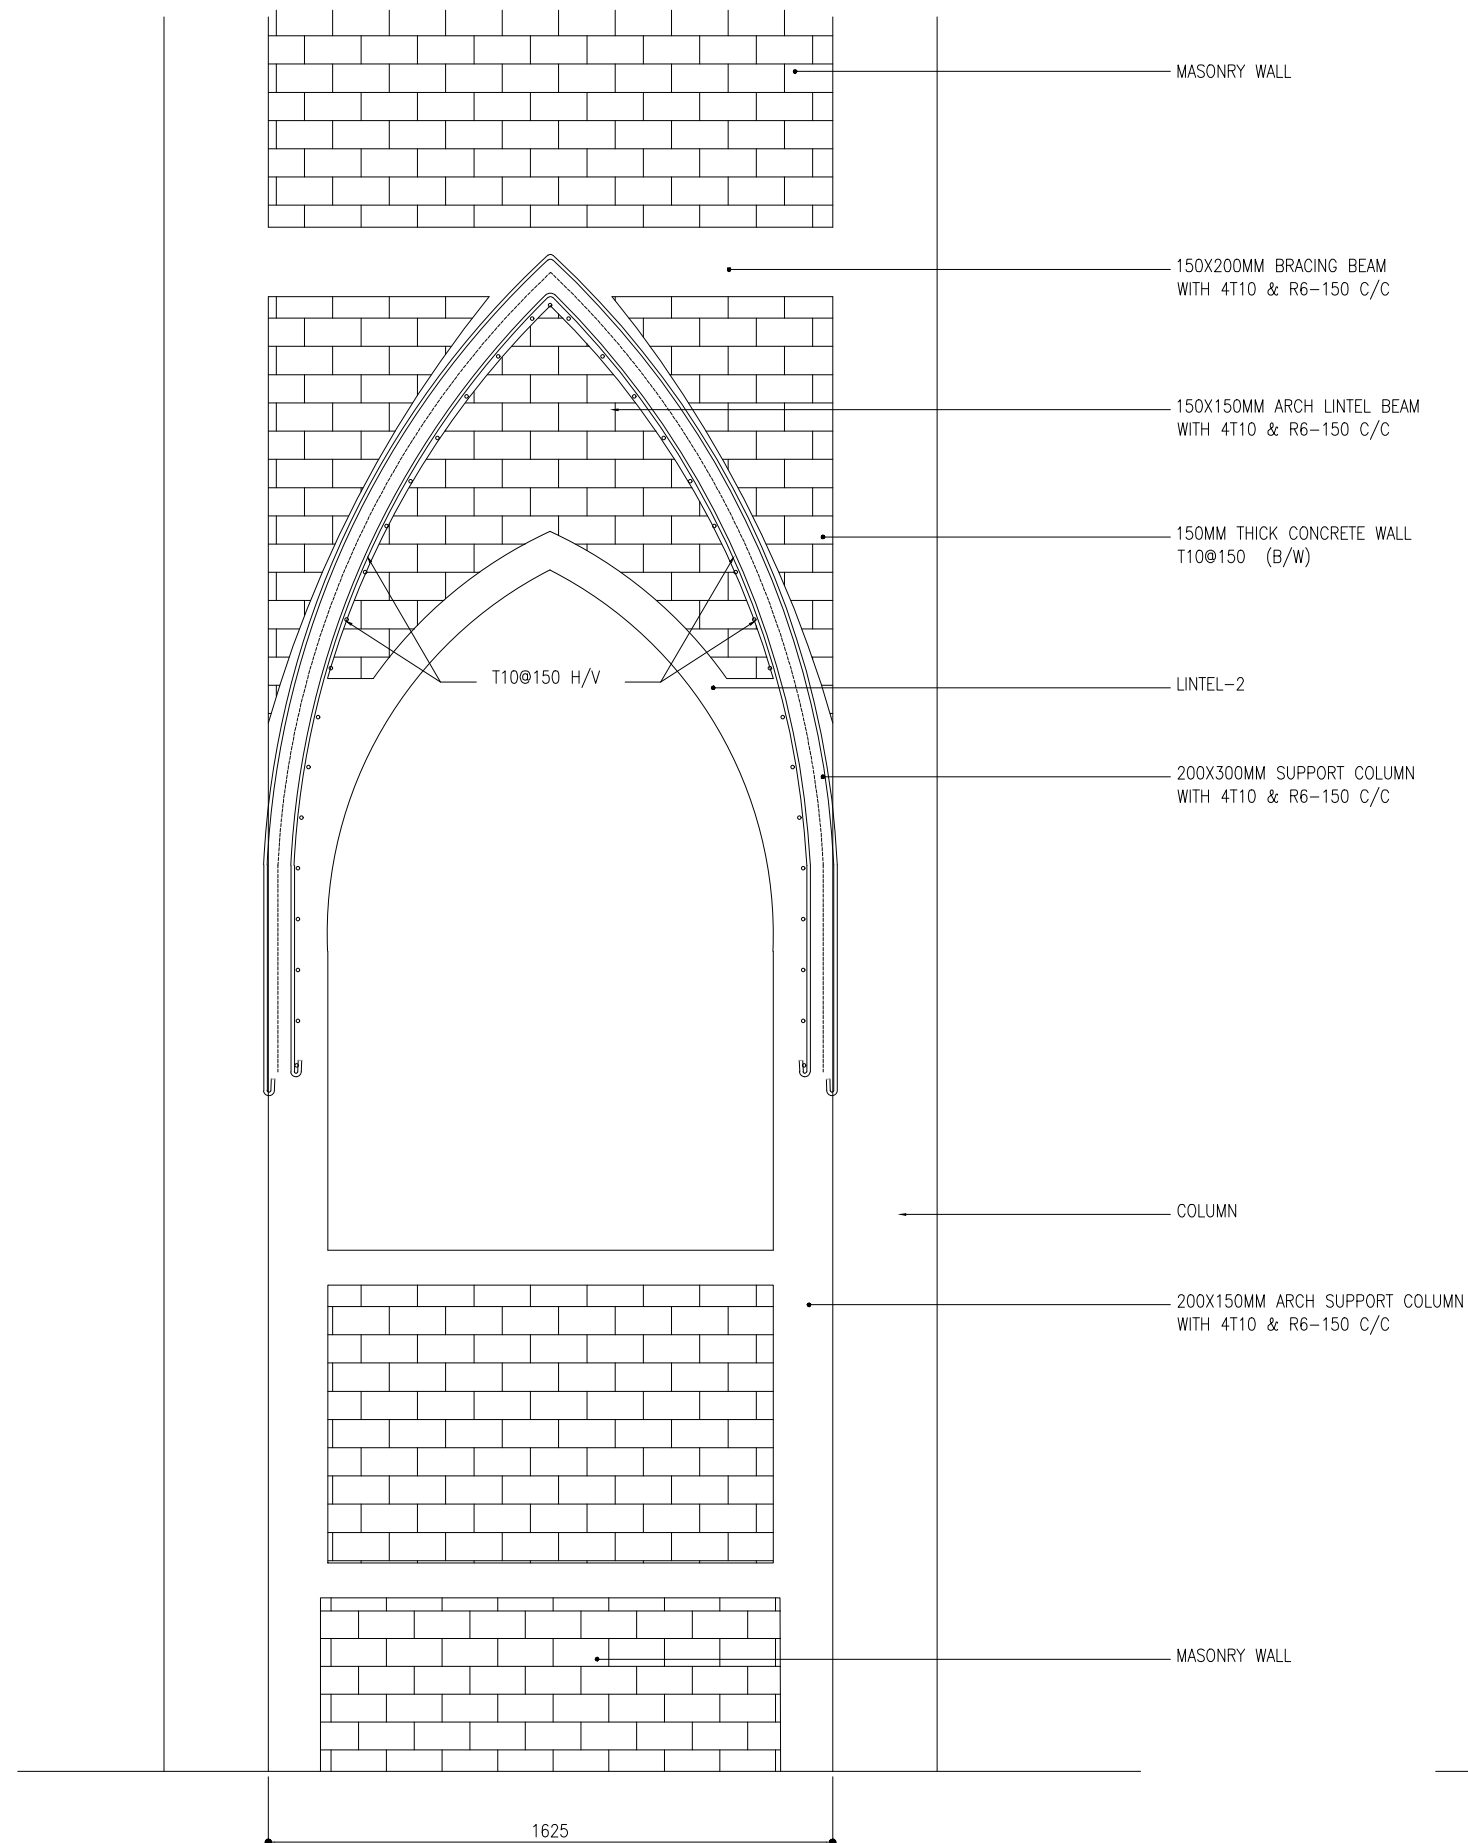 MASONRY WALL
150X200MM BRACING BEAM
WITH 4T10 & R6-150 C/C
150X150MM ARCH LINTEL BEAM
WITH 4T10 & R6-150 C/C
150MM THICK CONCRETE WALL
T10@150 (B/W)
T10@150 H/V
LINTEL-2
200X300MM SUPPORT COLUMN
WITH 4T10 & R6-150 C/C
COLUMN
200X150MM ARCH SUPPORT COLUMN
WITH 4T10 & R6-150 C/C
MASONRY WALL
1625